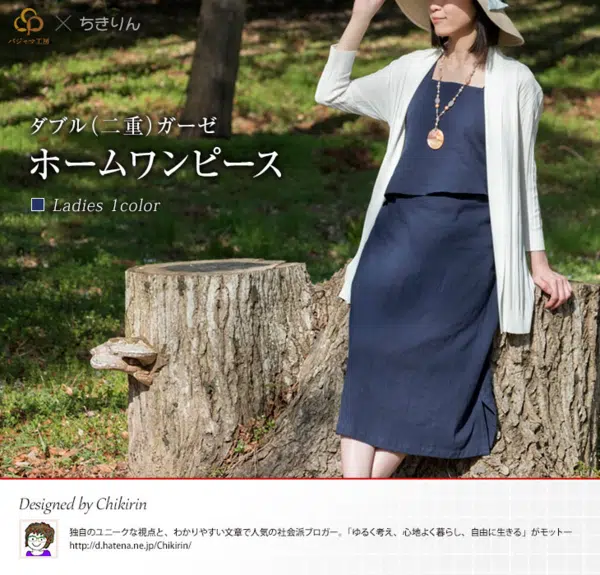 パジャマ工房 × ちきりん
ダブル(二重)ガーゼ
ホームワンピース
Ladies 1color
Designed by Chikirin
独自のユニークな視点と、わかりやすい文章で人気の社会派ブロガー。「ゆるく考え、心地よく暮らし、自由に生きる」がモットー
http://d.hatena.ne.jp/Chikirin/